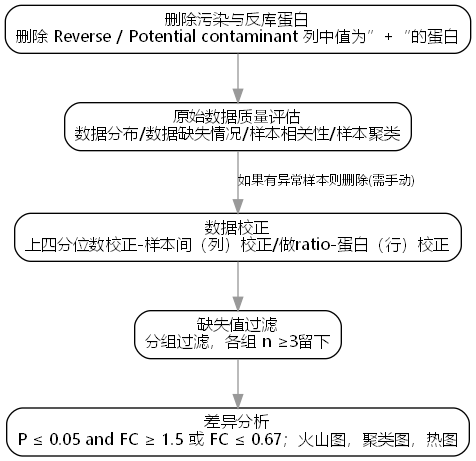 删除污染与反库蛋白
删除 Reverse / Potential contaminant 列中值为”+“的蛋白
原始数据质量评估
数据分布/数据缺失情况/样本相关性/样本聚类
如果有异常样本则删除(需手动)
数据校正
上四分位数校正-样本间（列）校正/做ratio-蛋白（行）校正
缺失值过滤
分组过滤，各组 n ≥3留下
差异分析
P ≤ 0.05 and FC ≥ 1.5 或 FC ≤ 0.67；火山图，聚类图，热图